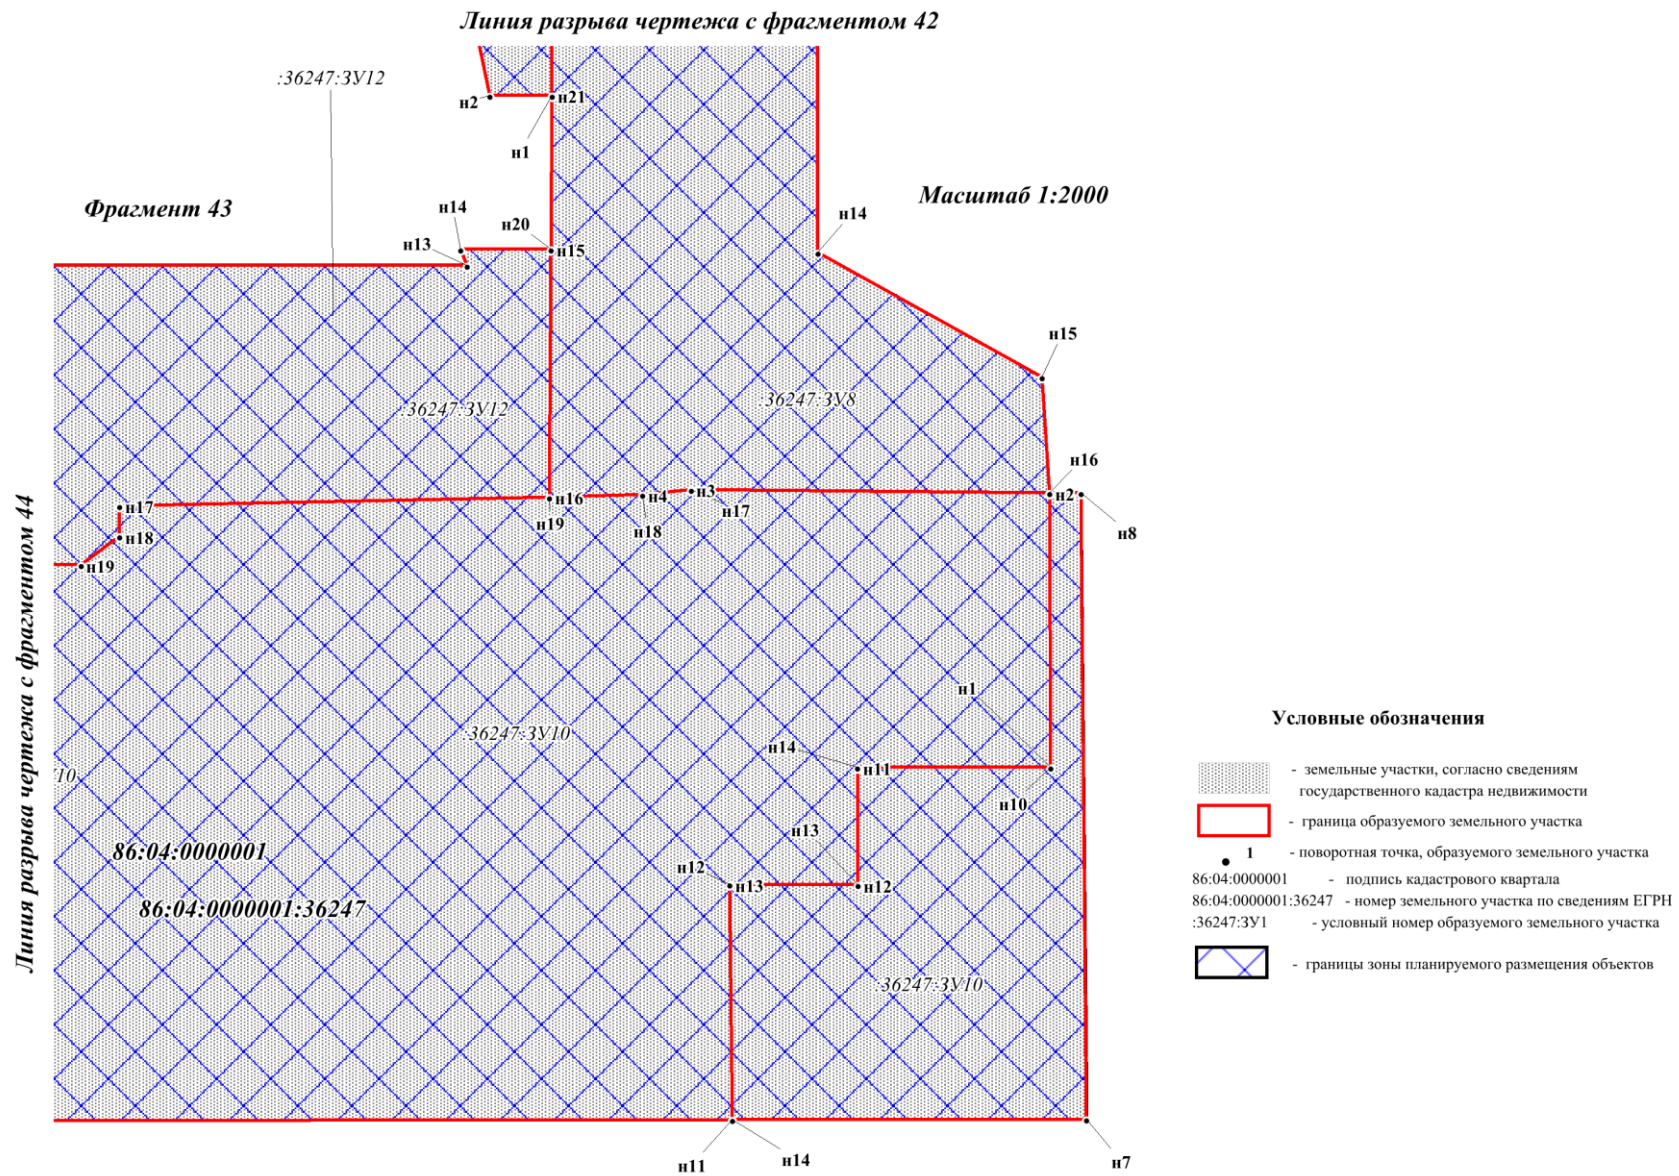 Линия разрыва чертежа с фрагментом 42
:36247:ЗУ12
н2
н21
н1
Фрагмент 43
Масштаб 1:2000
н14
н14
н20
н13
н15
н15
:36247:ЗУ12
:36247:ЗУ8
н16
н17
н16
н4
н3
н2
н19
н18
н17
н8
н18
н19
Линия разрыва чертежа с фрагментом 44
н1
:36247:ЗУ10
н14
н11
У10
н10
н13
86:04:0000001
н12
н13
н12
86:04:0000001:36247
:36247:ЗУ10
н11
н14
н7
Условные обозначения
- земельные участки, согласно сведениям
государственного кадастра недвижимости
- граница образуемого земельного участка
1 - поворотная точка, образуемого земельного участка
86:04:0000001 - подпись кадастрового квартала
86:04:0000001:36247 - номер земельного участка по сведениям ЕГРН
:36247:ЗУ1 - условный номер образуемого земельного участка
- границы зоны планируемого размещения объектов